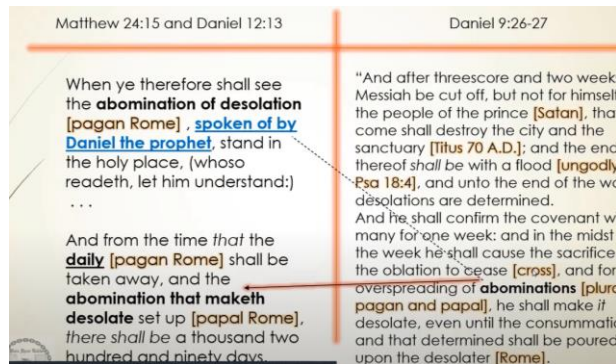 Matthew 24:15 and Daniel 12:13
When ye therefore shall see
the abomination of desolation
[pagan Rome] , spoken of by
Daniel the prophet, stand in
the holy place, (whoso
readeth, let him understand:)
. . .
And from the time that the
daily [pagan Rome] shall be
taken away, and the
abomination that maketh
desolate set up [papal Rome],
there shall be a thousand two
hundred and ninety days.
Daniel 9:26-27
"And after threescore and two week
Messiah be cut off, but not for himself
the people of the prince [Satan], tha
come shall destroy the city and the
sanctuary [Titus 70 A.D.]; and the end
thereof shall be with a flood [ungodly
Psa 18:4], and unto the end of the wa
desolations are determined.
And he shall confirm the covenant w
many for one week: and in the midst
the week he shall cause the sacrifice
the oblation to cease [cross], and for
overspreading of abominations [plura
pagan and papal], he shall make it
desolate, even until the consummatio
and that determined shall be poured
upon the desolater [Rome].